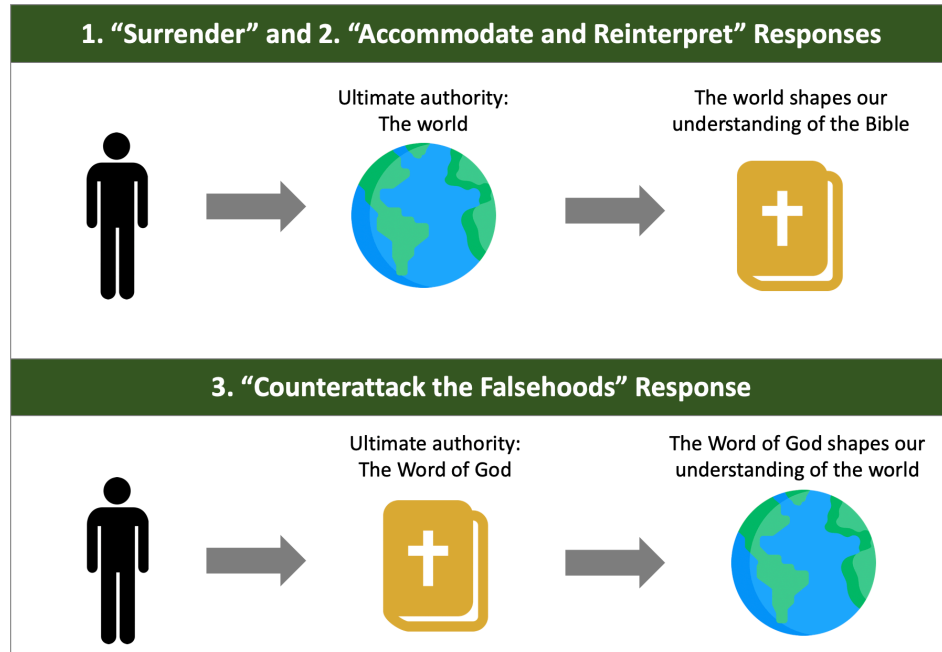 1. “Surrender” and 2. “Accommodate and Reinterpret” Responses
Ultimate authority:
The world
The world shapes our
understanding of the Bible
3. “Counterattack the Falsehoods” Response
Ultimate authority:
The Word of God
The Word of God shapes our
understanding of the world